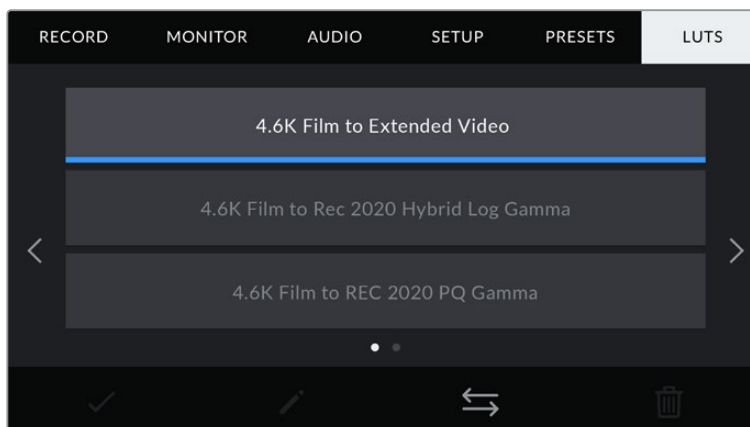 RECORD MONITOR AUDIO SETUP PRESETS LUTS
4.6K Film to Extended Video
4.6K Film to Rec 2020 Hybrid Log Gamma
4.6K Film to REC 2020 PQ Gamma